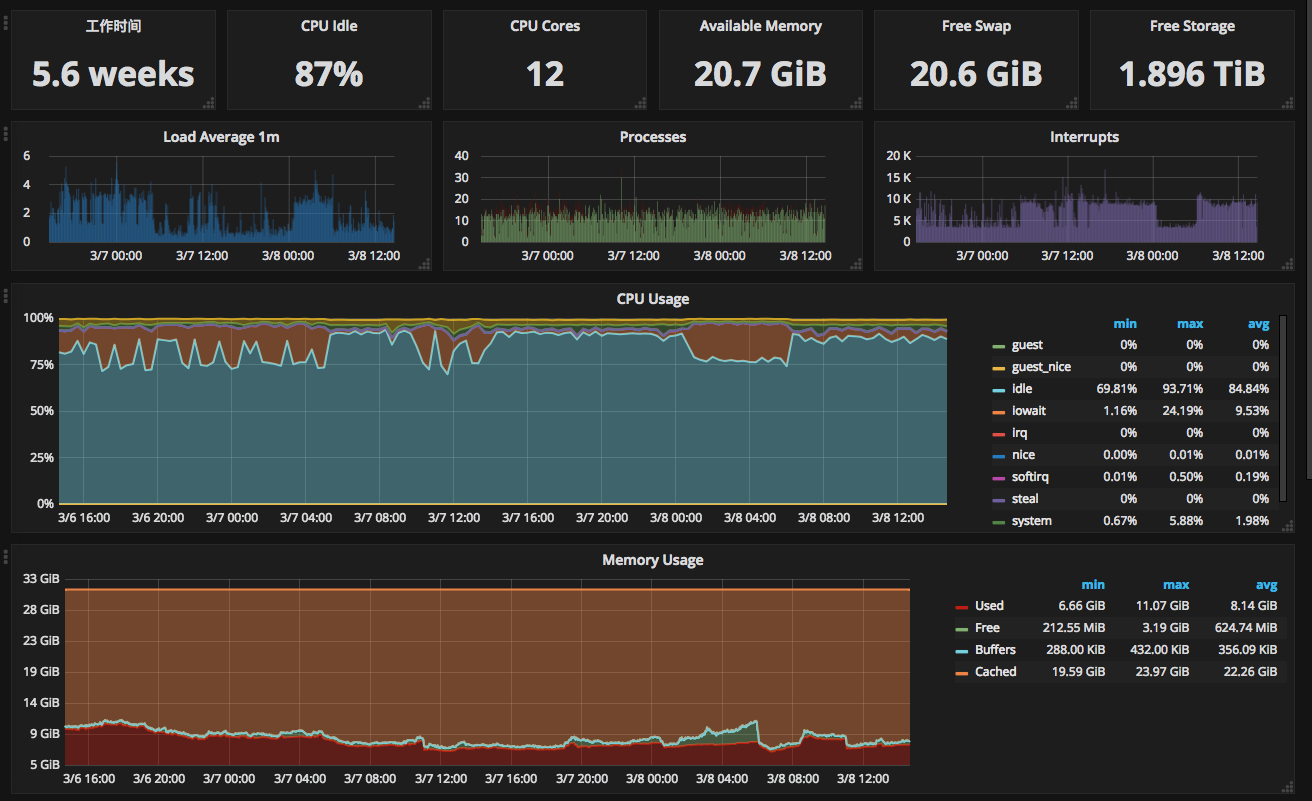 工作时间 CPU Idle CPU Cores Available Memory Free Swap Free Storage
5.6 weeks 87% 12 20.7 GiB 20.6 GiB 1.896 TiB
Load Average 1m
6
4
2
0
3/7 00:00 3/7 12:00 3/8 00:00 3/8 12:00
Processes
40
30
20
10
0
3/7 00:00 3/7 12:00 3/8 00:00 3/8 12:00
Interrupts
20 K
15 K
10 K
5 K
0
3/7 00:00 3/7 12:00 3/8 00:00 3/8 12:00
CPU Usage
100%
75%
50%
25%
0%
3/6 16:00 3/6 20:00 3/7 00:00 3/7 04:00 3/7 08:00 3/7 12:00 3/7 16:00 3/7 20:00 3/8 00:00 3/8 04:00 3/8 08:00 3/8 12:00
min max avg
guest 0% 0% 0%
guest_nice 0% 0% 0%
idle 69.81% 93.71% 84.84%
iowait 1.16% 24.19% 9.53%
irq 0% 0% 0%
nice 0.00% 0.01% 0.01%
softirq 0.01% 0.50% 0.19%
steal 0% 0% 0%
system 0.67% 5.88% 1.98%
Memory Usage
33 GiB
28 GiB
23 GiB
19 GiB
14 GiB
9 GiB
5 GiB
3/6 16:00 3/6 20:00 3/7 00:00 3/7 04:00 3/7 08:00 3/7 12:00 3/7 16:00 3/7 20:00 3/8 00:00 3/8 04:00 3/8 08:00 3/8 12:00
min max avg
Used 6.66 GiB 11.07 GiB 8.14 GiB
Free 212.55 MiB 3.19 GiB 624.74 MiB
Buffers 288.00 KiB 432.00 KiB 356.09 KiB
Cached 19.59 GiB 23.97 GiB 22.26 GiB